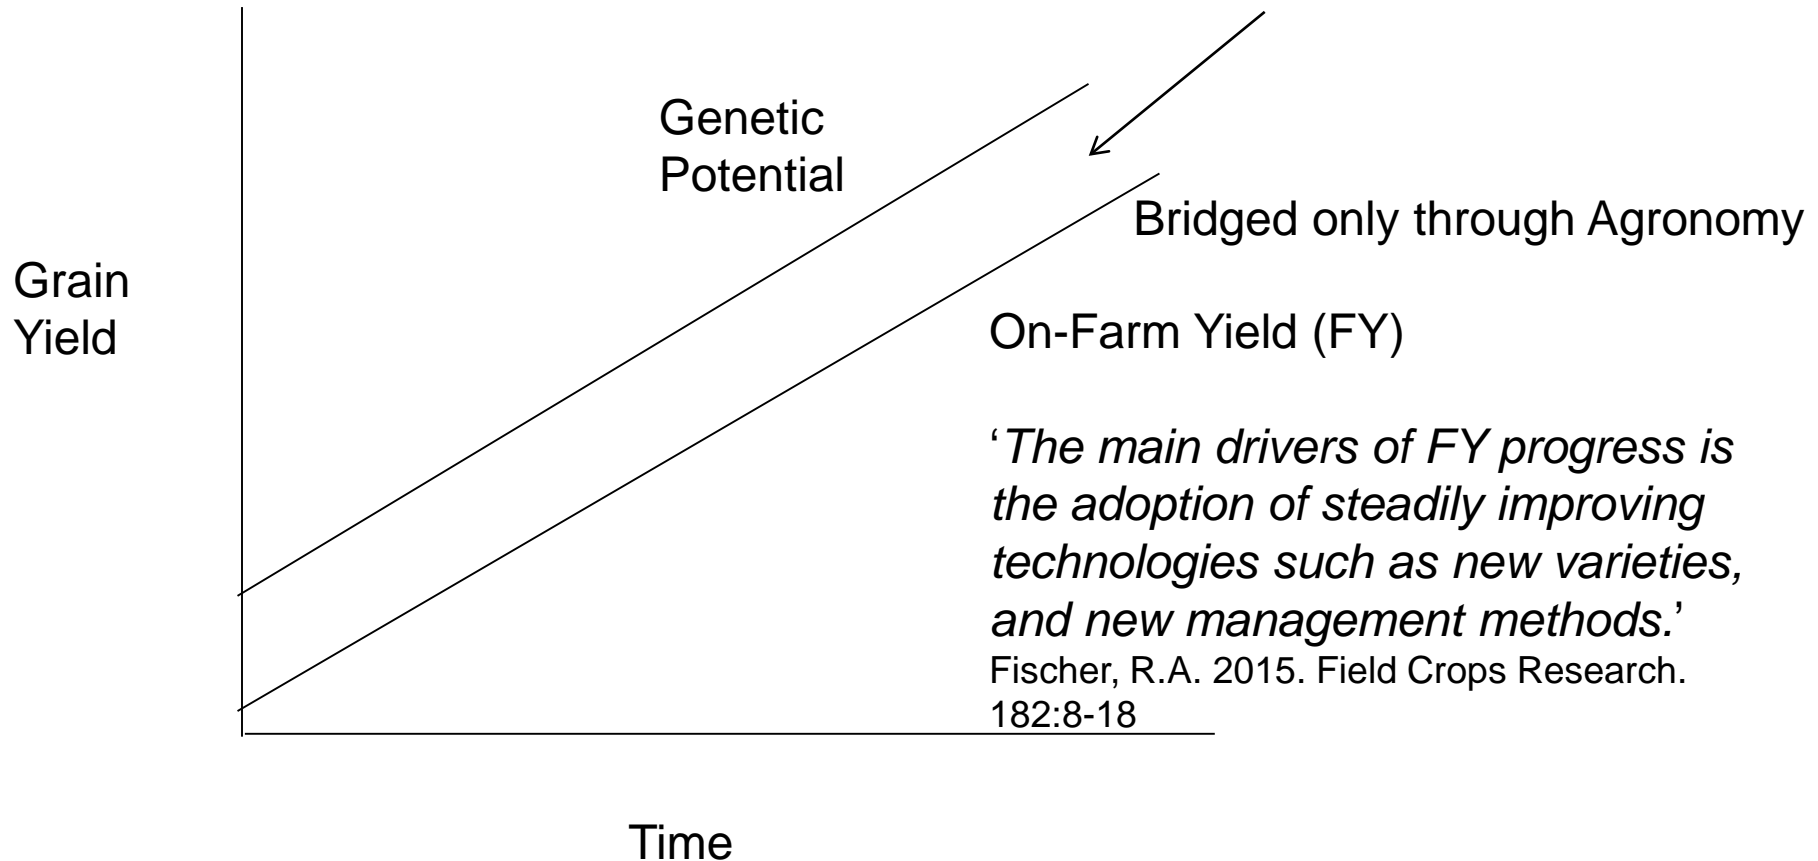 Genetic
Potential
Bridged only through Agronomy
Grain
Yield
On-Farm Yield (FY)
‘The main drivers of FY progress is
the adoption of steadily improving
technologies such as new varieties,
and new management methods.’
Fischer, R.A. 2015. Field Crops Research.
182:8-18
Time